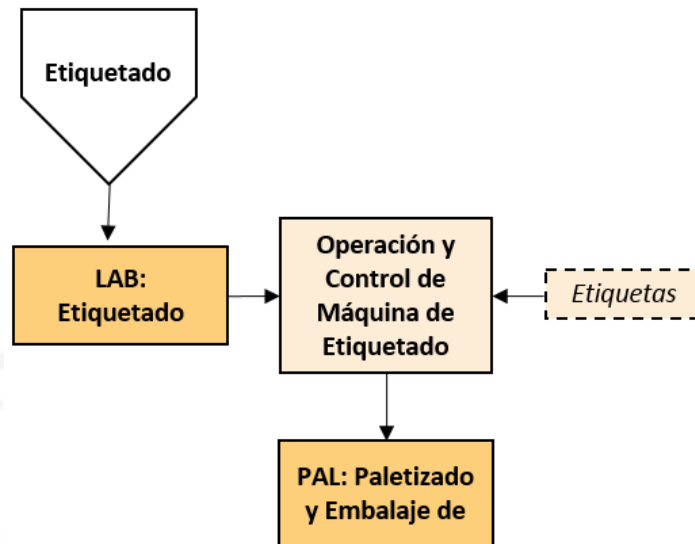 Etiquetado
LAB:
Etiquetado
Operación y
Control de
Máquina de
Etiquetado
Etiquetas
PAL: Paletizado
y Embalaje de